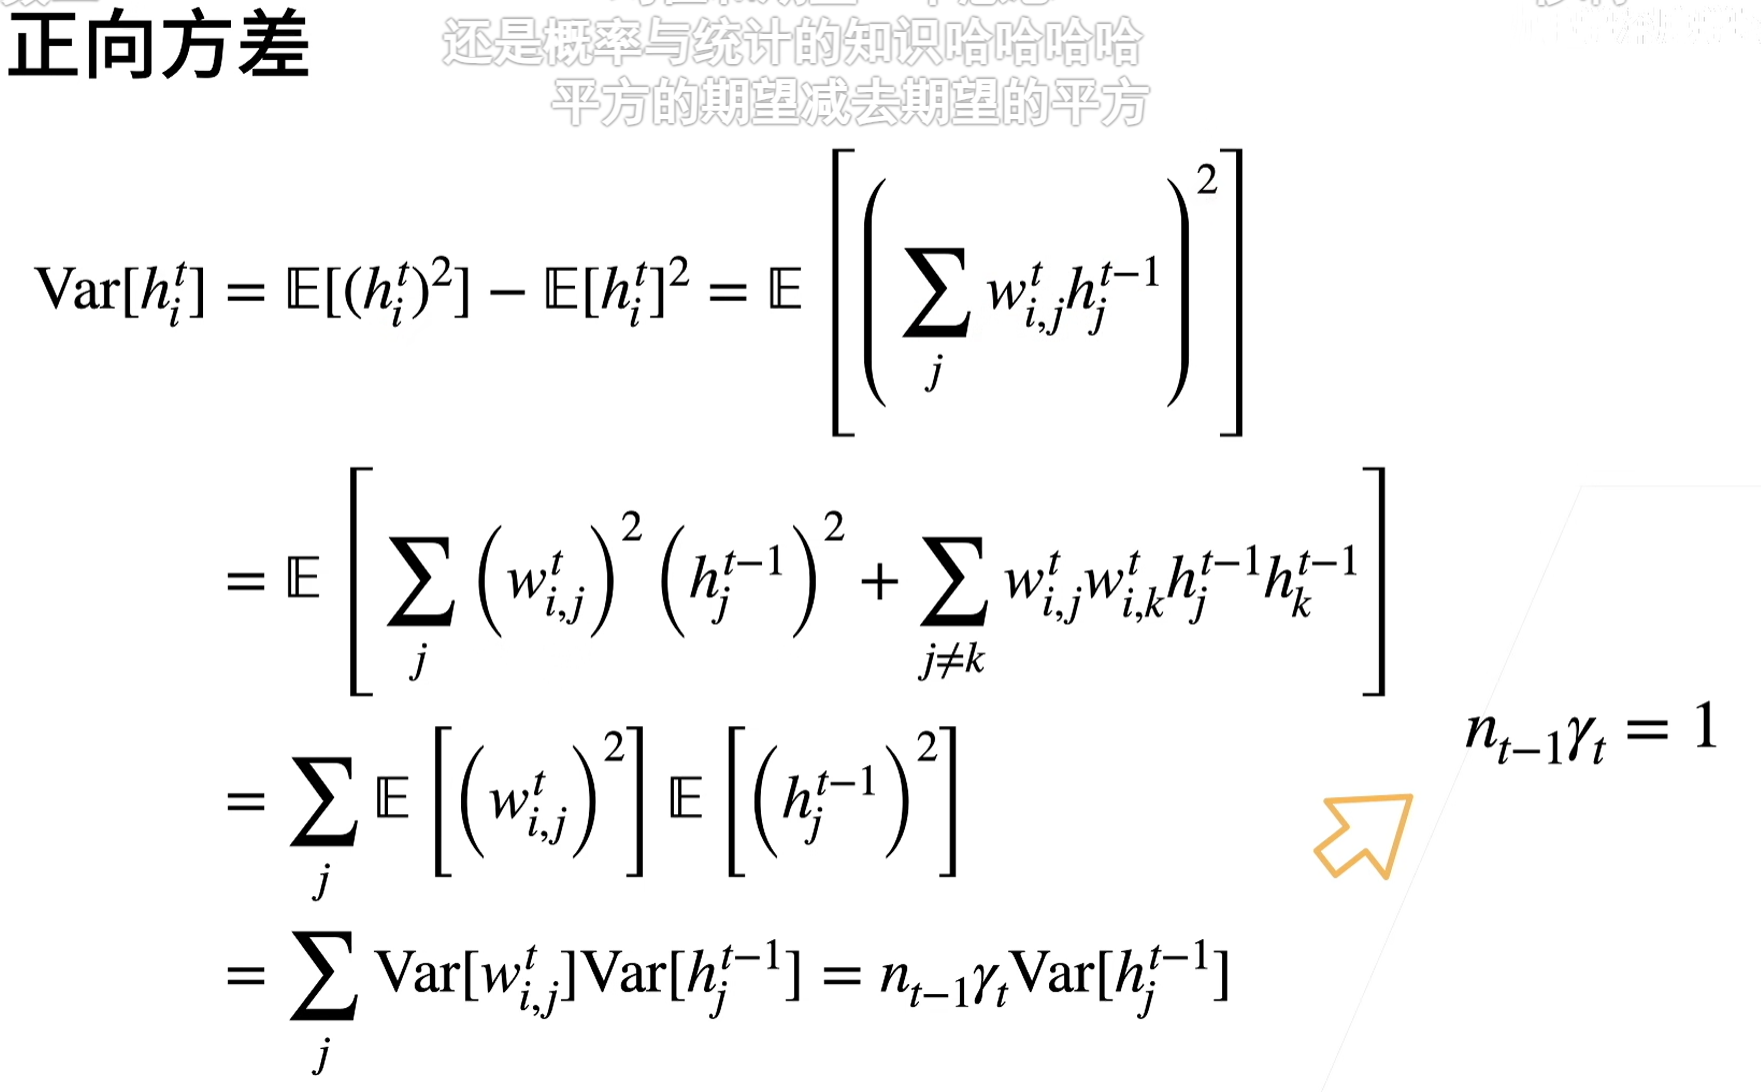 正向方差
还是概率与统计的知识哈哈哈哈
平方的期望减去期望的平方
Var[h_i^t] = 𝔼[(h_i^t)^2] − 𝔼[h_i^t]^2 = 𝔼[(∑_j w_{i,j}^t h_j^{t−1})^2]
= 𝔼[∑_j (w_{i,j}^t)^2 (h_j^{t−1})^2 + ∑_{j≠k} w_{i,j}^t w_{i,k}^t h_j^{t−1} h_k^{t−1}]
n_{t−1}γ_t = 1
= ∑_j 𝔼[(w_{i,j}^t)^2] 𝔼[(h_j^{t−1})^2]
= ∑_j Var[w_{i,j}^t]Var[h_j^{t−1}] = n_{t−1}γ_t Var[h_j^{t−1}]